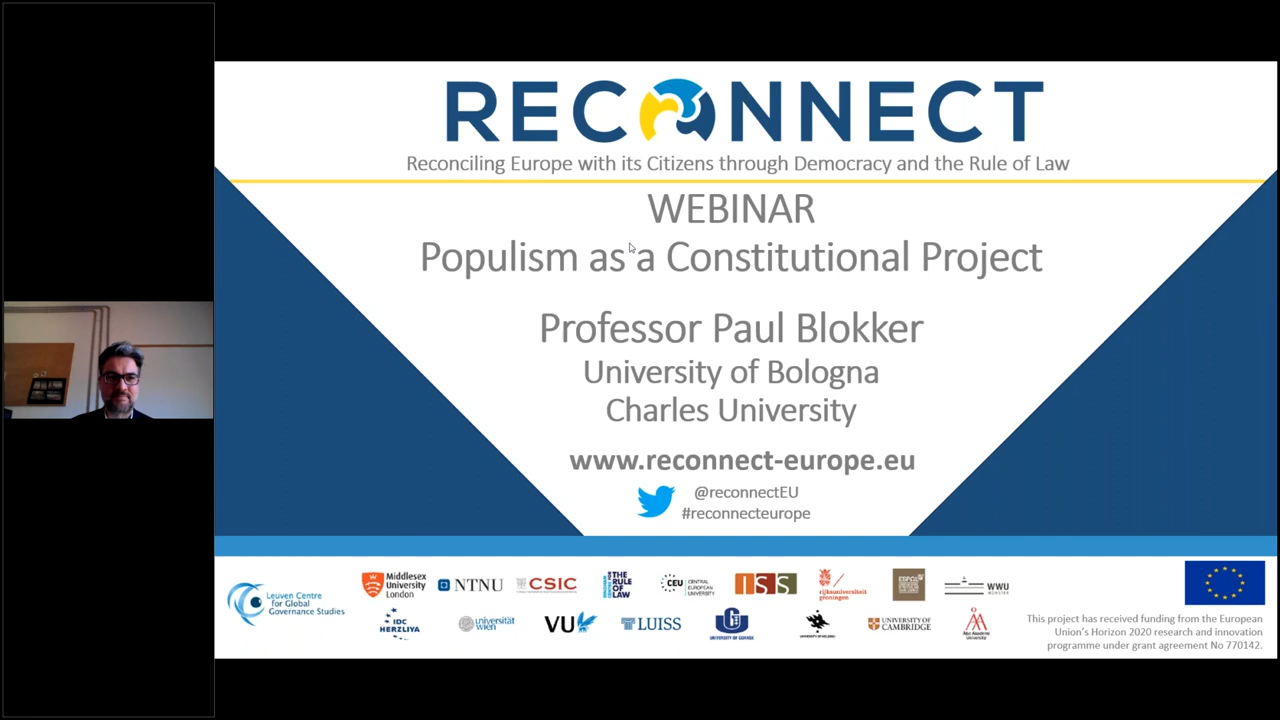 RECONNECT
Reconciling Europe with its Citizens through Democracy and the Rule of Law
WEBINAR
Populism as a Constitutional Project
Professor Paul Blokker
University of Bologna
Charles University
www.reconnect-europe.eu
@reconnectEU
#reconnecteurope
Leuven Centre
for Global
Governance Studies
Middlesex
University
London
NTNU
CSIC
THE
RULE
OF LAW
CEU
CENTRAL
EUROPEAN
UNIVERSITY
ISS
rijksuniversiteit
groningen
WWU
MÜNSTER
IDC
HERZLIYA
universität
wien
VU
LUISS
UNIVERSITY OF GDAŃSK
UNIVERSITY OF HELSINKI
UNIVERSITY OF
CAMBRIDGE
Åbo Akademi
University
This project has received funding from the European
Union's Horizon 2020 research and innovation
programme under grant agreement No 770142.